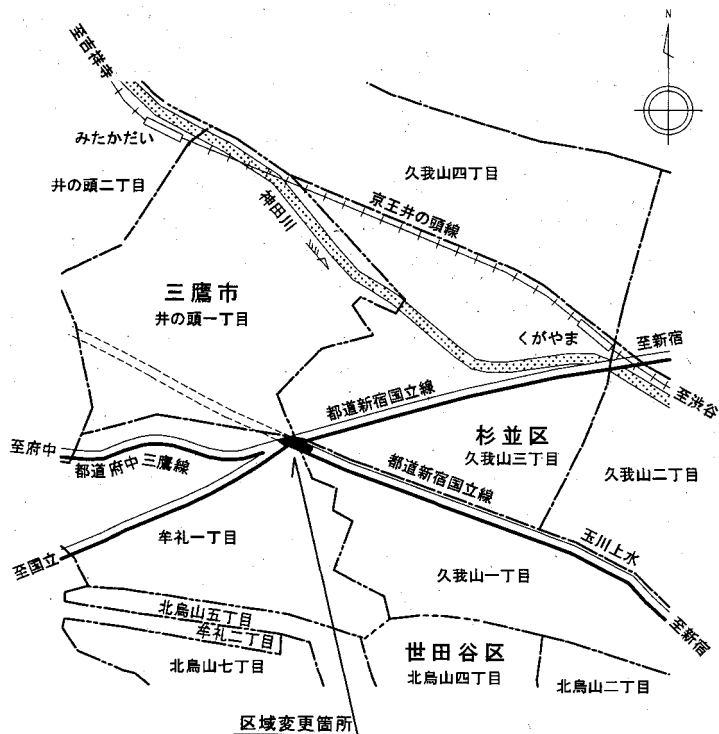 N
至吉祥寺
みたかだい
井の頭二丁目
久我山四丁目
京王井の頭線
神田川
三鷹市
井の頭一丁目
くがやま
至新宿
至渋谷
都道新宿国立線
杉並区
久我山三丁目
久我山二丁目
至府中
都道府中三鷹線
都道新宿国立線
玉川上水
牟礼一丁目
至国立
久我山一丁目
至新宿
北烏山五丁目
牟礼二丁目
北烏山七丁目
世田谷区
北烏山四丁目
北烏山二丁目
区域変更箇所